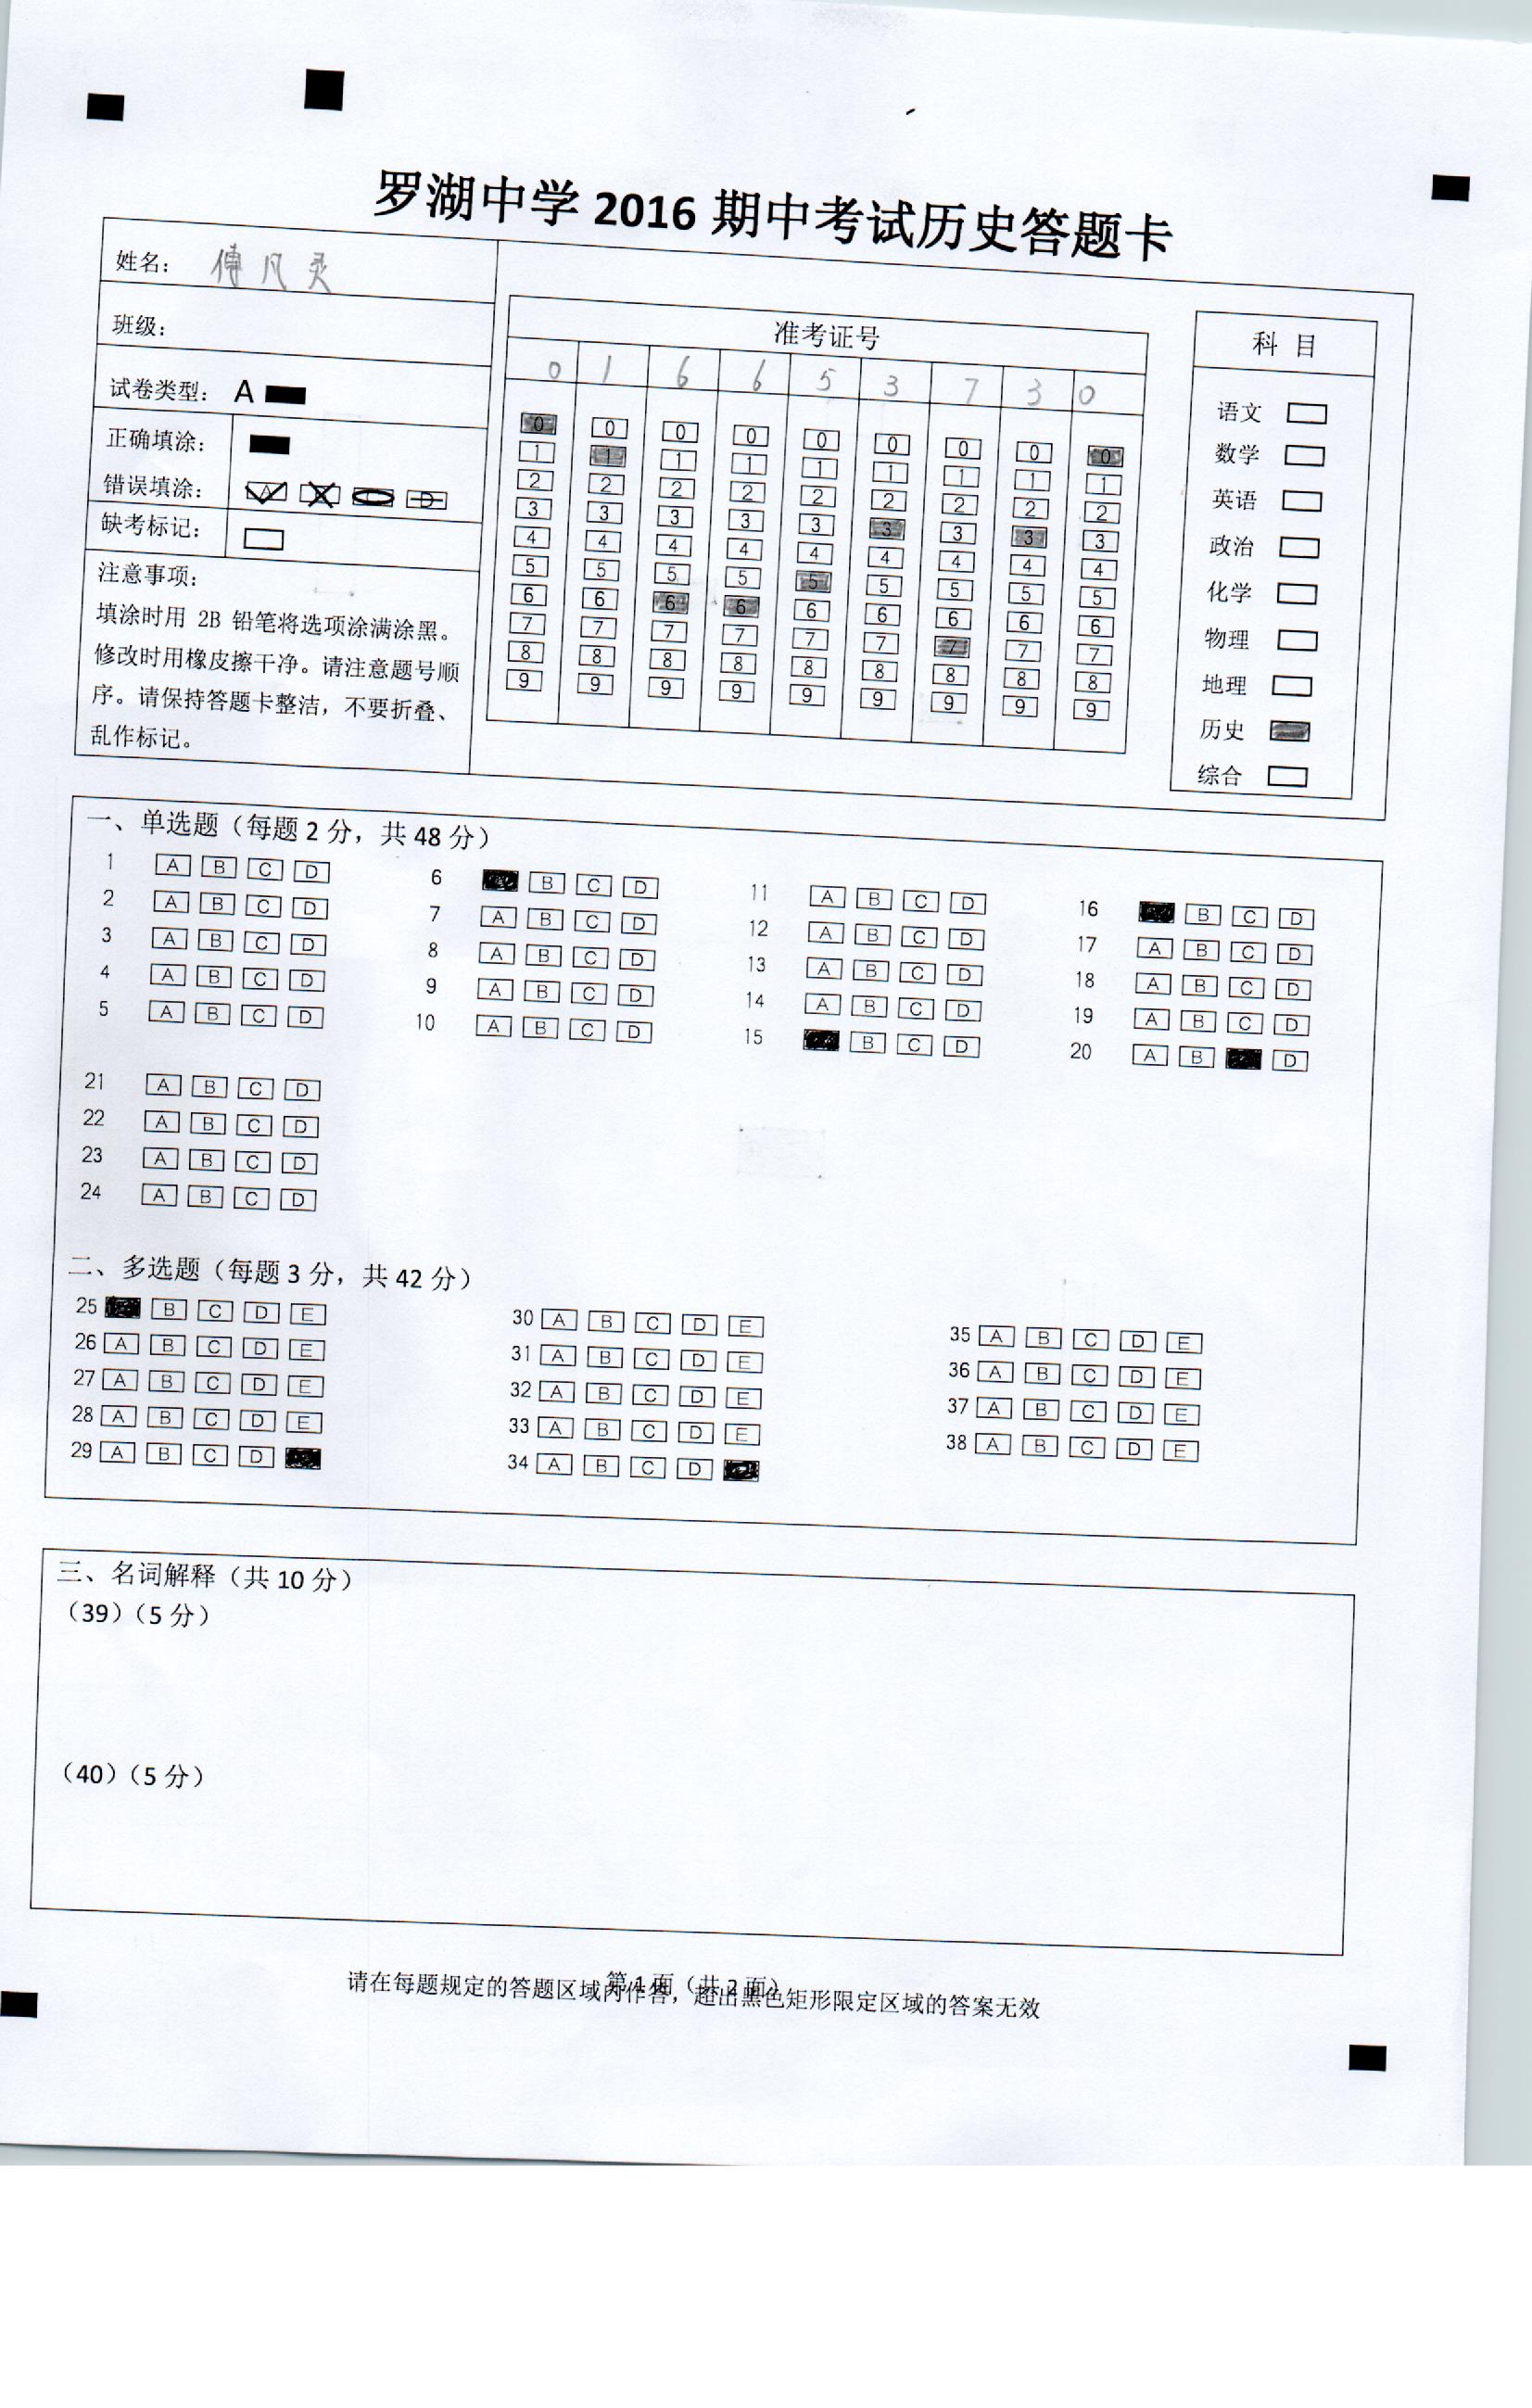 罗湖中学 2016 期中考试历史答题卡
姓名： 傅凡灵
班级：
试卷类型： A
正确填涂：
错误填涂： A D
缺考标记：
注意事项：
填涂时用 2B 铅笔将选项涂满涂黑。
修改时用橡皮擦干净。请注意题号顺
序。请保持答题卡整洁，不要折叠、
乱作标记。
准考证号
0 1 6 6 5 3 7 3 0
0 0 0 0 0 0 0 0 0
1 1 1 1 1 1 1 1 1
2 2 2 2 2 2 2 2 2
3 3 3 3 3 3 3 3 3
4 4 4 4 4 4 4 4 4
5 5 5 5 5 5 5 5 5
6 6 6 6 6 6 6 6 6
7 7 7 7 7 7 7 7 7
8 8 8 8 8 8 8 8 8
9 9 9 9 9 9 9 9 9
科 目
语文
数学
英语
政治
化学
物理
地理
历史
综合
一、单选题（每题 2 分，共 48 分）
1 A B C D 6 B C D 11 A B C D 16 B C D
2 A B C D 7 A B C D 12 A B C D 17 A B C D
3 A B C D 8 A B C D 13 A B C D 18 A B C D
4 A B C D 9 A B C D 14 A B C D 19 A B C D
5 A B C D 10 A B C D 15 B C D 20 A B D
21 A B C D
22 A B C D
23 A B C D
24 A B C D
二、多选题（每题 3 分，共 42 分）
25 B C D E 30 A B C D E 35 A B C D E
26 A B C D E 31 A B C D E 36 A B C D E
27 A B C D E 32 A B C D E 37 A B C D E
28 A B C D E 33 A B C D E 38 A B C D E
29 A B C D 34 A B C D
三、名词解释（共 10 分）
（39）（5 分）
（40）（5 分）
第 1 面（共 2 面）
请在每题规定的答题区域内作答，超出黑色矩形限定区域的答案无效